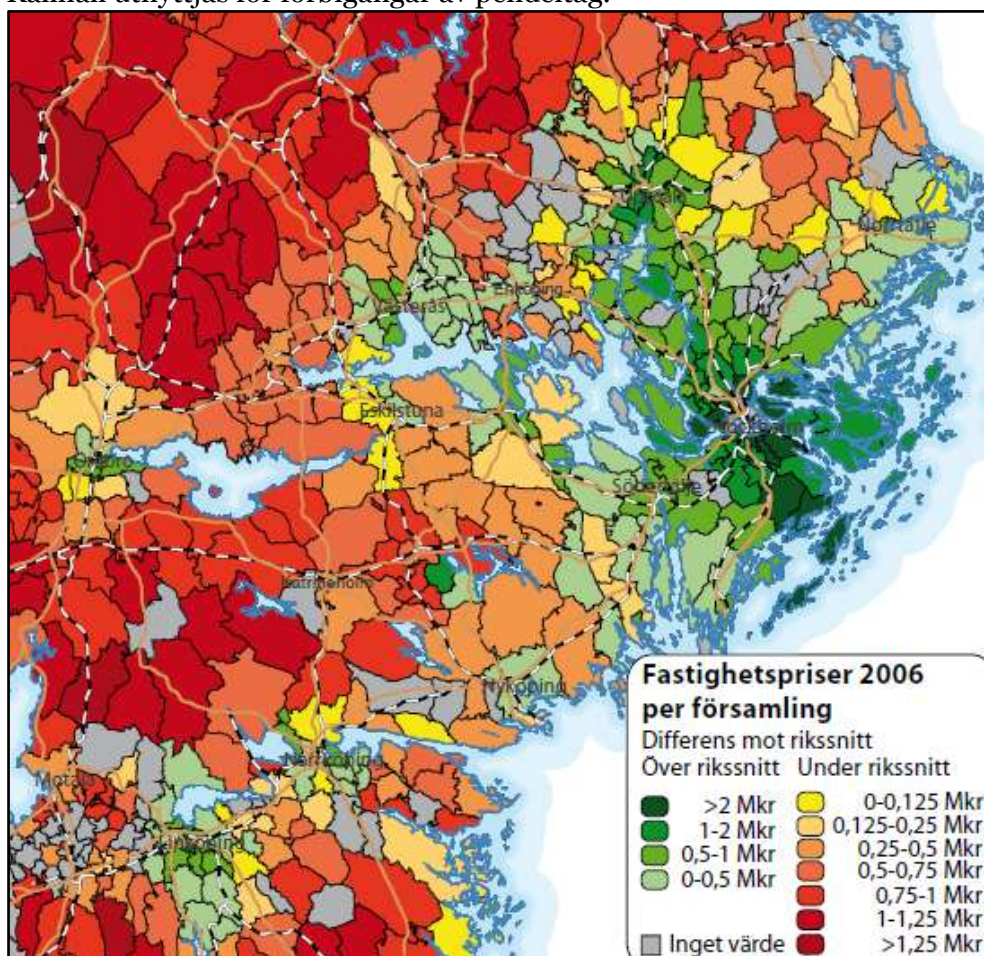 Kallhäll utnyttjas för förbigångar av pendeltåg.
Uppsala
Norrtälje
Enköping
Västerås
Eskilstuna
Stockholm
Örebro
Södertälje
Katrineholm
Nyköping
Norrköping
Motala
Linköping
Fastighetspriser 2006
per församling
Differens mot rikssnitt
Över rikssnitt Under rikssnitt
>2 Mkr 0-0,125 Mkr
1-2 Mkr 0,125-0,25 Mkr
0,5-1 Mkr 0,25-0,5 Mkr
0-0,5 Mkr 0,5-0,75 Mkr
0,75-1 Mkr
1-1,25 Mkr
Inget värde >1,25 Mkr